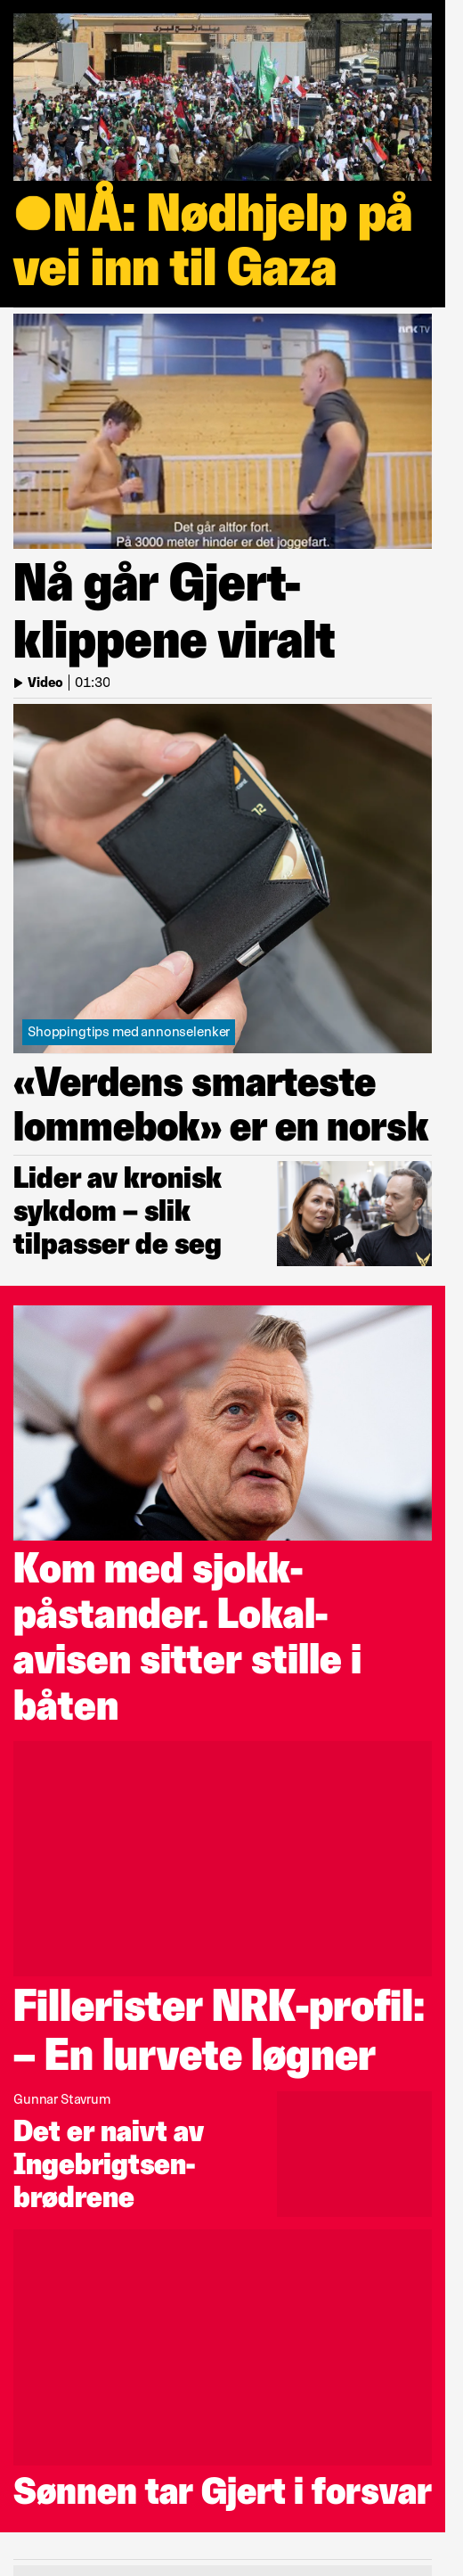 NÅ: Nødhjelp på
vei inn til Gaza
nrk TV
Det går altfor fort.
På 3000 meter hinder er det joggefart.
Nå går Gjert-
klippene viralt
Video | 01:30
Shoppingtips med annonselenker
«Verdens smarteste
lommebok» er en norsk
Lider av kronisk
sykdom – slik
tilpasser de seg
Kom med sjokk-
påstander. Lokal-
avisen sitter stille i
båten
Fillerister NRK-profil:
– En lurvete løgner
Gunnar Stavrum
Det er naivt av
Ingebrigtsen-
brødrene
Sønnen tar Gjert i forsvar